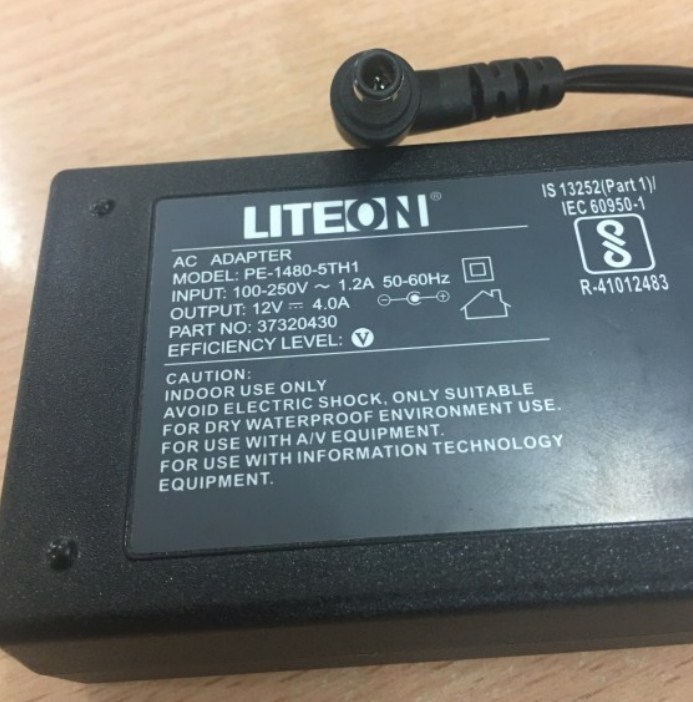 LITEON®
AC ADAPTER
MODEL: PE-1480-5TH1
INPUT: 100-250V ~ 1.2A 50-60Hz
OUTPUT: 12V ⎓ 4.0A
PART NO: 37320430
EFFICIENCY LEVEL: V
IS 13252(Part 1)/
IEC 60950-1
R-41012483
CAUTION:
INDOOR USE ONLY
AVOID ELECTRIC SHOCK, ONLY SUITABLE
FOR DRY WATERPROOF ENVIRONMENT USE.
FOR USE WITH A/V EQUIPMENT.
FOR USE WITH INFORMATION TECHNOLOGY
EQUIPMENT.